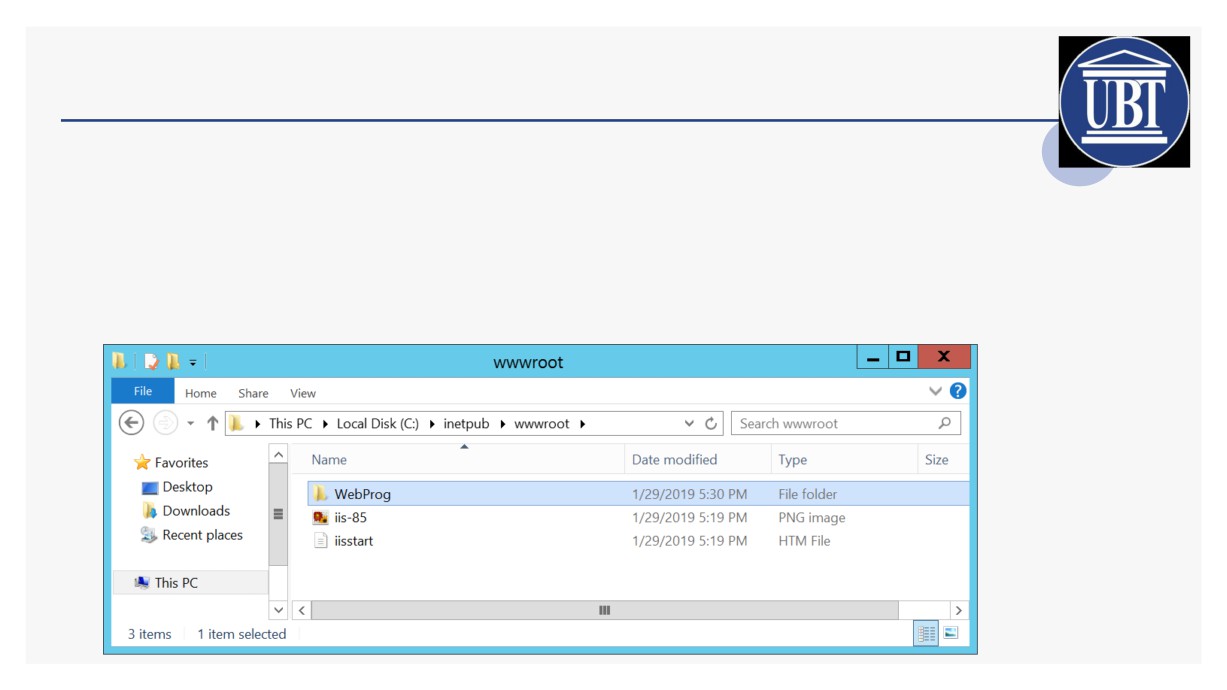 UBT
wwwroot
File Home Share View
This PC Local Disk (C:) inetpub wwwroot Search wwwroot
Favorites Name Date modified Type Size
Desktop WebProg 1/29/2019 5:30 PM File folder
Downloads iis-85 1/29/2019 5:19 PM PNG image
Recent places iisstart 1/29/2019 5:19 PM HTM File
This PC
3 items 1 item selected